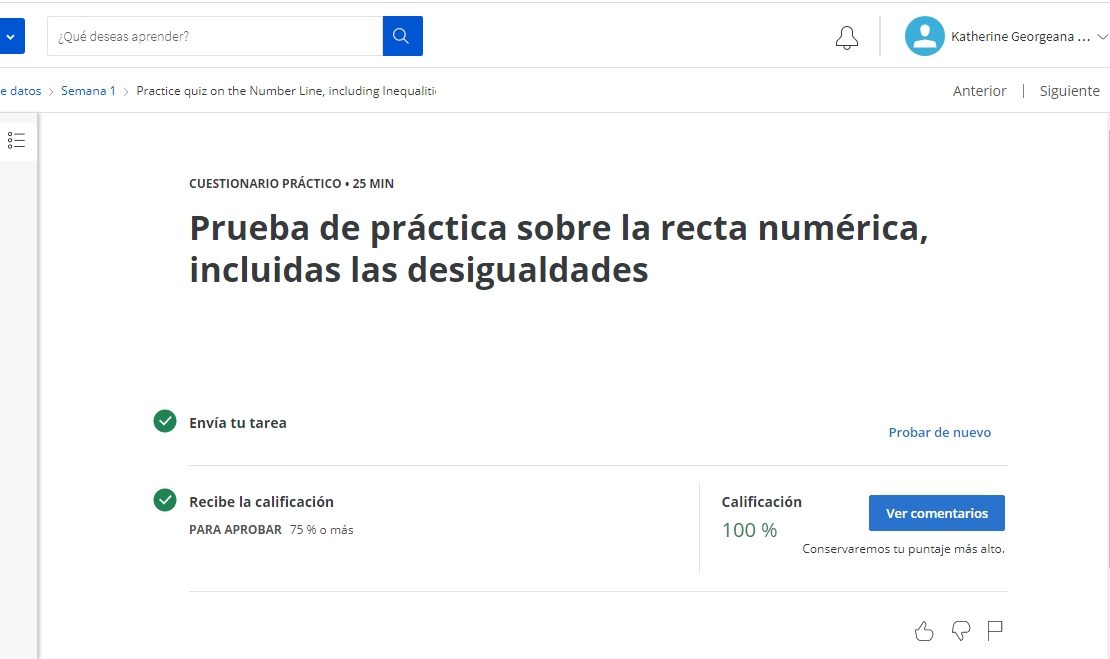 ¿Qué deseas aprender?
Katherine Georgeana ...
e datos > Semana 1 > Practice quiz on the Number Line, including Inequaliti
Anterior | Siguiente
CUESTIONARIO PRÁCTICO • 25 MIN
Prueba de práctica sobre la recta numérica,
incluidas las desigualdades
Envía tu tarea
Probar de nuevo
Recibe la calificación
PARA APROBAR 75 % o más
Calificación
100 %
Ver comentarios
Conservaremos tu puntaje más alto.